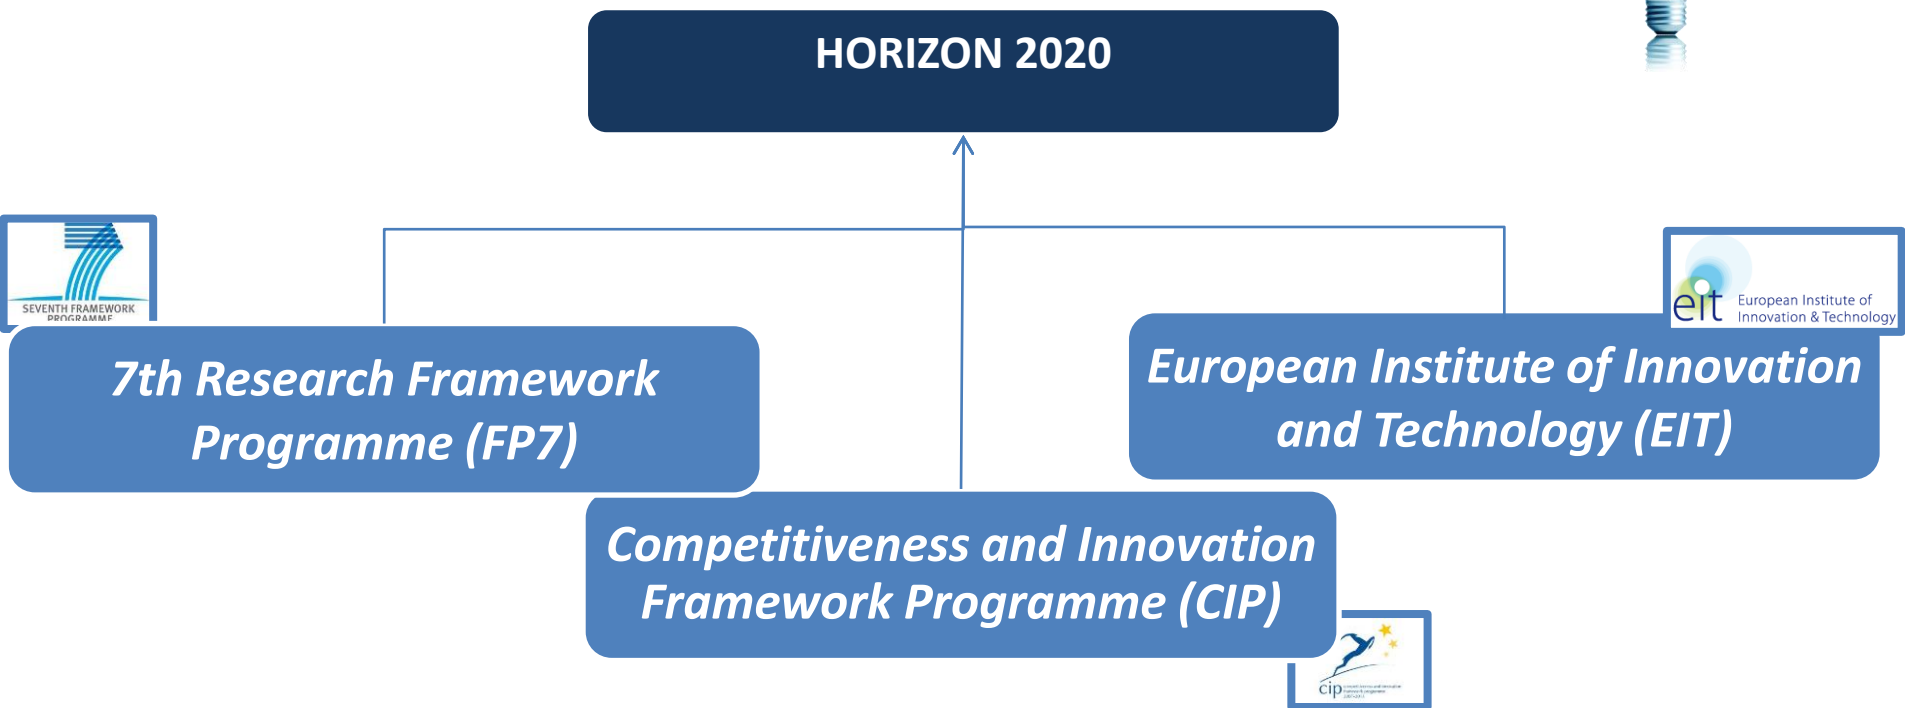 HORIZON 2020
SEVENTH FRAMEWORK
PROGRAMME
eit
European Institute of
Innovation & Technology
7th Research Framework
Programme (FP7)
European Institute of Innovation
and Technology (EIT)
Competitiveness and Innovation
Framework Programme (CIP)
cip